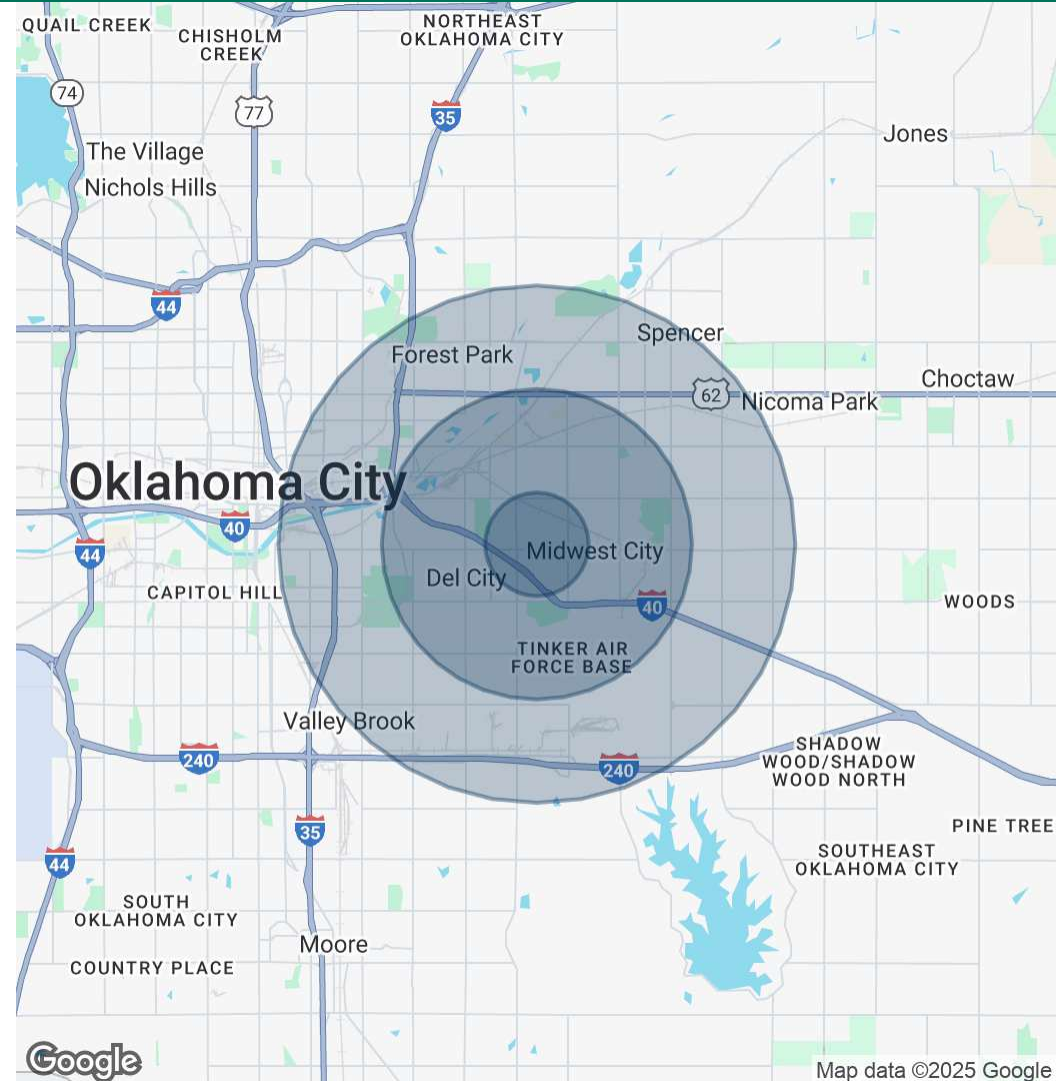 QUAIL CREEK
CHISHOLM
CREEK
NORTHEAST
OKLAHOMA CITY
74
77
35
Jones
The Village
Nichols Hills
44
Spencer
Forest Park
Choctaw
62
Nicoma Park
Oklahoma City
40
44
Midwest City
Del City
CAPITOL HILL
40
WOODS
TINKER AIR
FORCE BASE
Valley Brook
240
240
SHADOW
WOOD/SHADOW
WOOD NORTH
35
PINE TREE
44
SOUTHEAST
OKLAHOMA CITY
SOUTH
OKLAHOMA CITY
Moore
COUNTRY PLACE
Google
Map data ©2025 Google